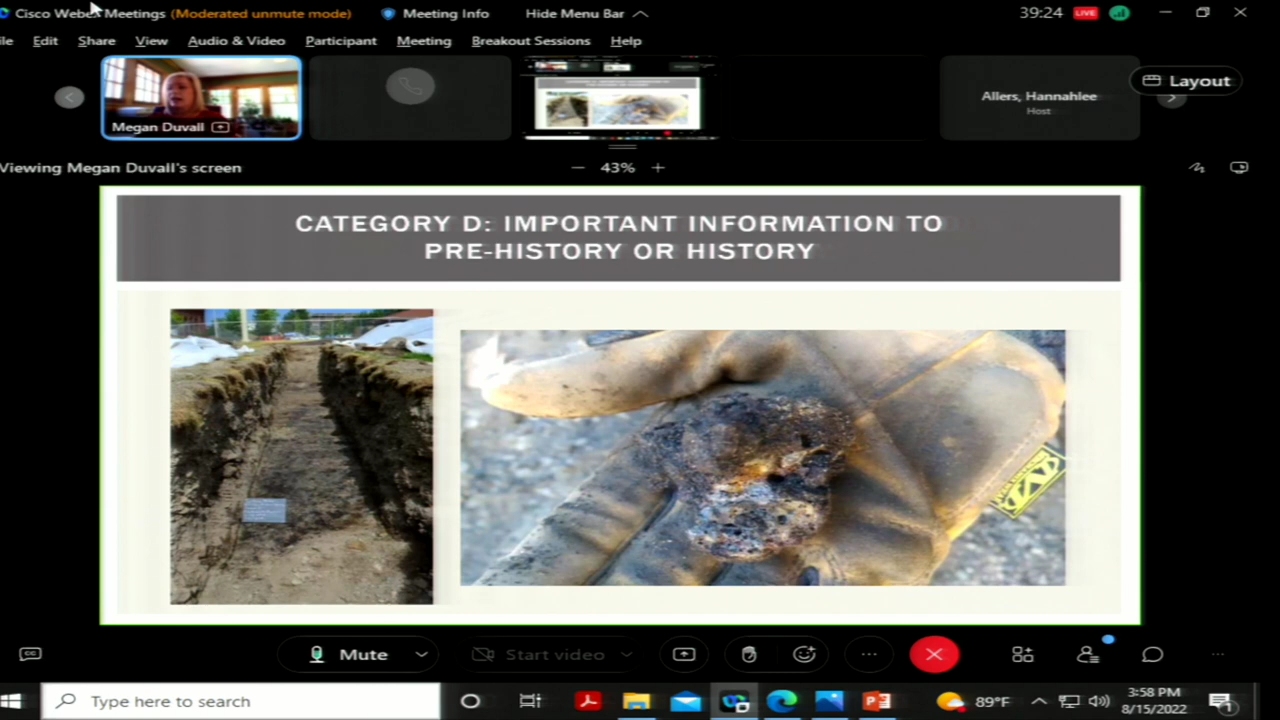 Cisco Webex Meetings (Moderated unmute mode) Meeting Info Hide Menu Bar 39:24 LIVE
Edit Share View Audio & Video Participant Meeting Breakout Sessions Help
Layout
Allers, Hannahlee
Host
Megan Duvall
Viewing Megan Duvall's screen 43%
CATEGORY D: IMPORTANT INFORMATION TO
PRE-HISTORY OR HISTORY
CC Mute Start video
Type here to search 89°F 3:58 PM
8/15/2022 1